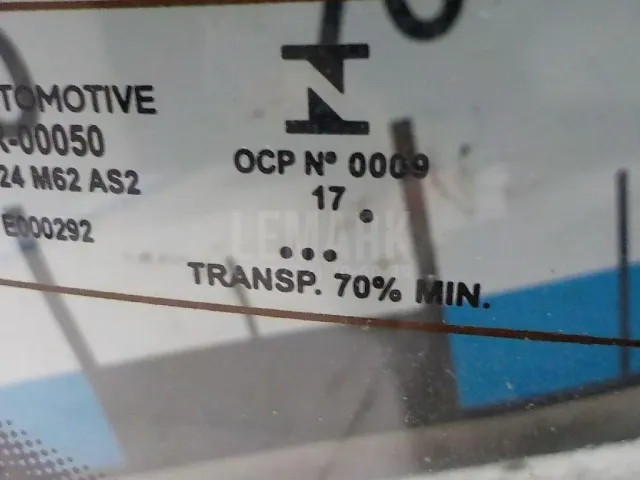 TOMOTIVE
R-00050
24 M62 AS2
E000292
OCP Nº 0009
17 .
...
TRANSP. 70% MIN.
LEMARK